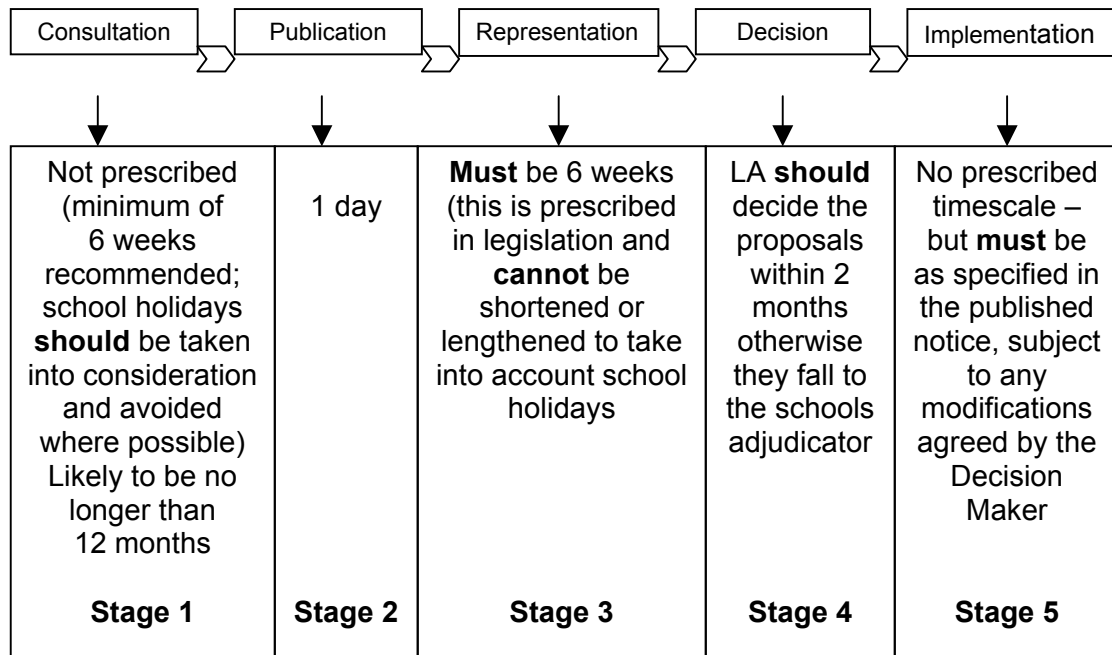 Consultation
Publication
Representation
Decision
Implementation
Not prescribed
(minimum of
6 weeks
recommended;
school holidays
should be taken
into consideration
and avoided
where possible)
Likely to be no
longer than
12 months
Stage 1
1 day
Stage 2
Must be 6 weeks
(this is prescribed
in legislation and
cannot be
shortened or
lengthened to take
into account school
holidays
Stage 3
LA should
decide the
proposals
within 2
months
otherwise
they fall to
the schools
adjudicator
Stage 4
No prescribed
timescale –
but must be
as specified in
the published
notice, subject
to any
modifications
agreed by the
Decision
Maker
Stage 5